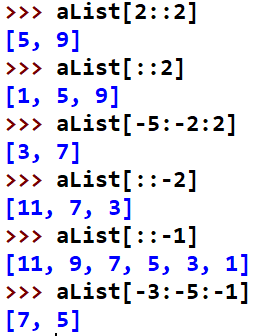 >>> aList[2::2]
[5, 9]
>>> aList[::2]
[1, 5, 9]
>>> aList[-5:-2:2]
[3, 7]
>>> aList[::-2]
[11, 7, 3]
>>> aList[::-1]
[11, 9, 7, 5, 3, 1]
>>> aList[-3:-5:-1]
[7, 5]